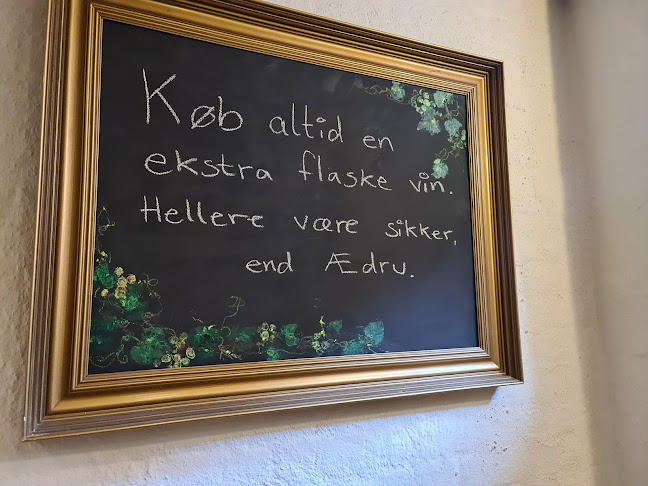 Køb altid en
ekstra flaske vin.
Hellere være sikker,
end Ædru.